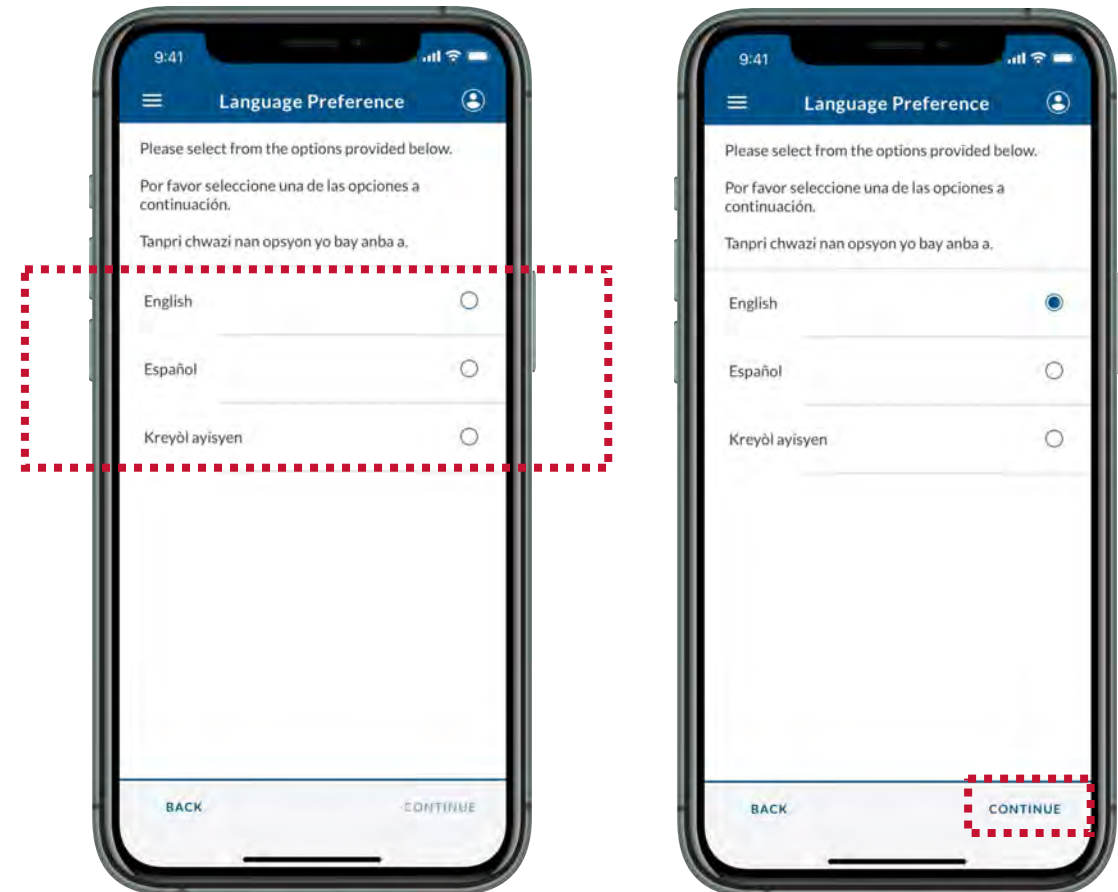 9:41
Language Preference
Please select from the options provided below.
Por favor seleccione una de las opciones a
continuación.
Tanpri chwazi nan opsyon yo bay anba a.
English
Español
Kreyòl ayisyen
BACK CONTINUE
9:41
Language Preference
Please select from the options provided below.
Por favor seleccione una de las opciones a
continuación.
Tanpri chwazi nan opsyon yo bay anba a.
English
Español
Kreyòl ayisyen
BACK CONTINUE